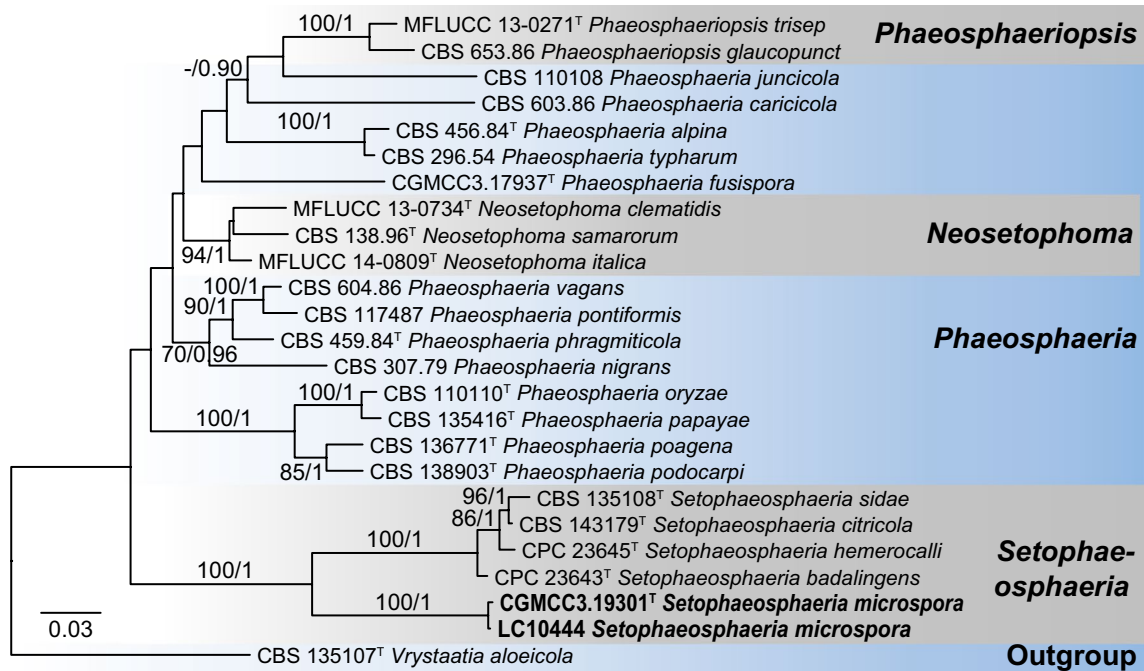 100/1
MFLUCC 13-0271ᵀ Phaeosphaeriopsis trisep
CBS 653.86 Phaeosphaeriopsis glaucopunct
Phaeosphaeriopsis
-/0.90
CBS 110108 Phaeosphaeria juncicola
CBS 603.86 Phaeosphaeria caricicola
100/1
CBS 456.84ᵀ Phaeosphaeria alpina
CBS 296.54 Phaeosphaeria typharum
CGMCC3.17937ᵀ Phaeosphaeria fusispora
MFLUCC 13-0734ᵀ Neosetophoma clematidis
CBS 138.96ᵀ Neosetophoma samarorum
Neosetophoma
94/1
MFLUCC 14-0809ᵀ Neosetophoma italica
100/1
CBS 604.86 Phaeosphaeria vagans
90/1
CBS 117487 Phaeosphaeria pontiformis
CBS 459.84ᵀ Phaeosphaeria phragmiticola
Phaeosphaeria
70/0.96
CBS 307.79 Phaeosphaeria nigrans
100/1
CBS 110110ᵀ Phaeosphaeria oryzae
100/1
CBS 135416ᵀ Phaeosphaeria papayae
CBS 136771ᵀ Phaeosphaeria poagena
85/1
CBS 138903ᵀ Phaeosphaeria podocarpi
96/1
CBS 135108ᵀ Setophaeosphaeria sidae
86/1
CBS 143179ᵀ Setophaeosphaeria citricola
100/1
CPC 23645ᵀ Setophaeosphaeria hemerocalli
Setophae-
osphaeria
100/1
CPC 23643ᵀ Setophaeosphaeria badalingens
100/1
CGMCC3.19301ᵀ Setophaeosphaeria microspora
LC10444 Setophaeosphaeria microspora
0.03
CBS 135107ᵀ Vrystaatia aloeicola
Outgroup